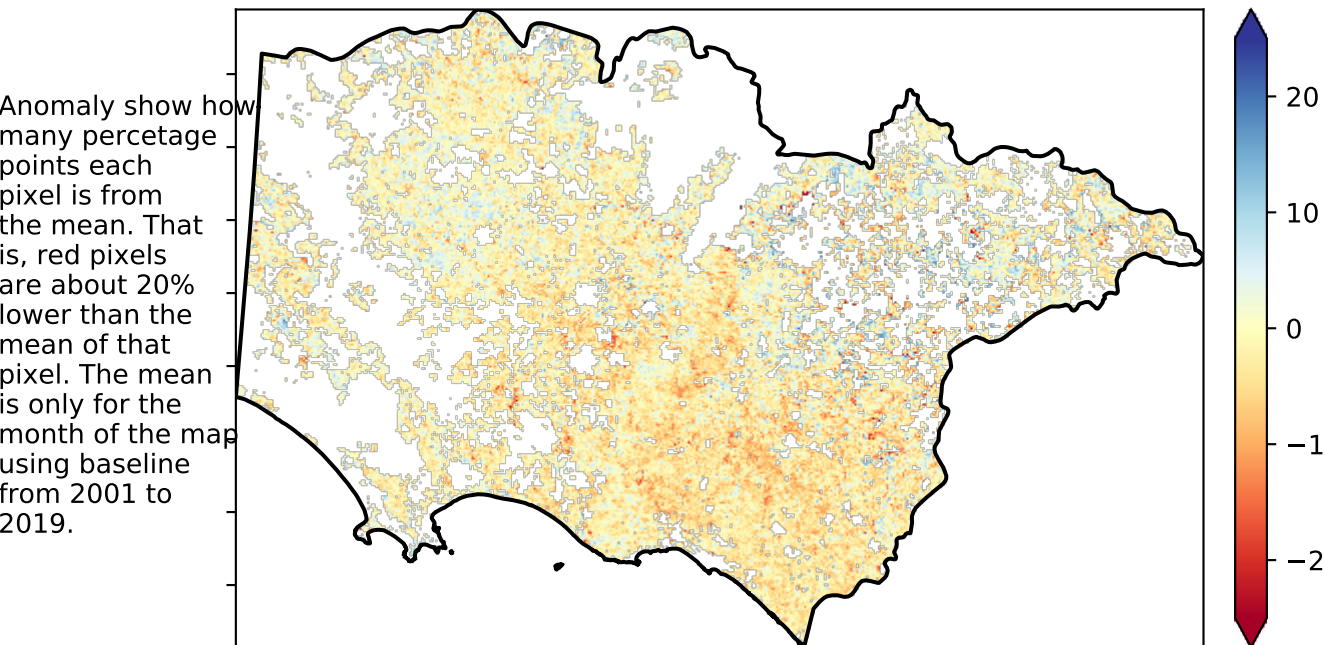 Anomaly show how
many percetage
points each
pixel is from
the mean. That
is, red pixels
are about 20%
lower than the
mean of that
pixel. The mean
is only for the
month of the map
using baseline
from 2001 to
2019.
20
10
0
−1
−2